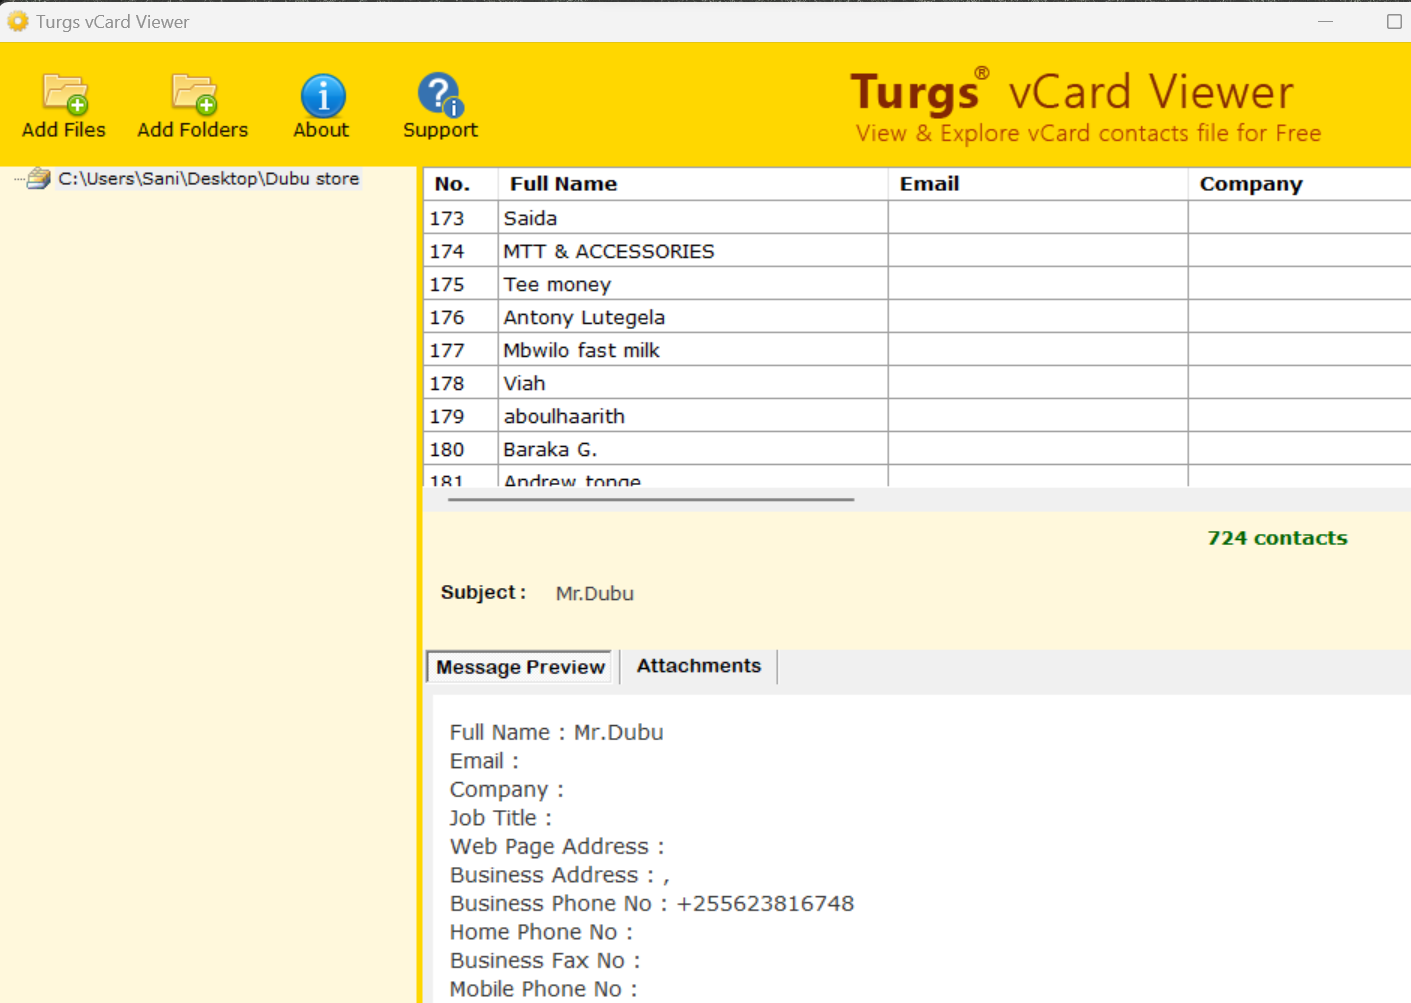 Turgs vCard Viewer
Add Files
Add Folders
About
Support
Turgs® vCard Viewer
View & Explore vCard contacts file for Free
C:\Users\Sani\Desktop\Dubu store
No. Full Name Email Company
173 Saida
174 MTT & ACCESSORIES
175 Tee money
176 Antony Lutegela
177 Mbwilo fast milk
178 Viah
179 aboulhaarith
180 Baraka G.
181 Andrew tonge
724 contacts
Subject : Mr.Dubu
Message Preview
Attachments
Full Name : Mr.Dubu
Email :
Company :
Job Title :
Web Page Address :
Business Address : ,
Business Phone No : +255623816748
Home Phone No :
Business Fax No :
Mobile Phone No :